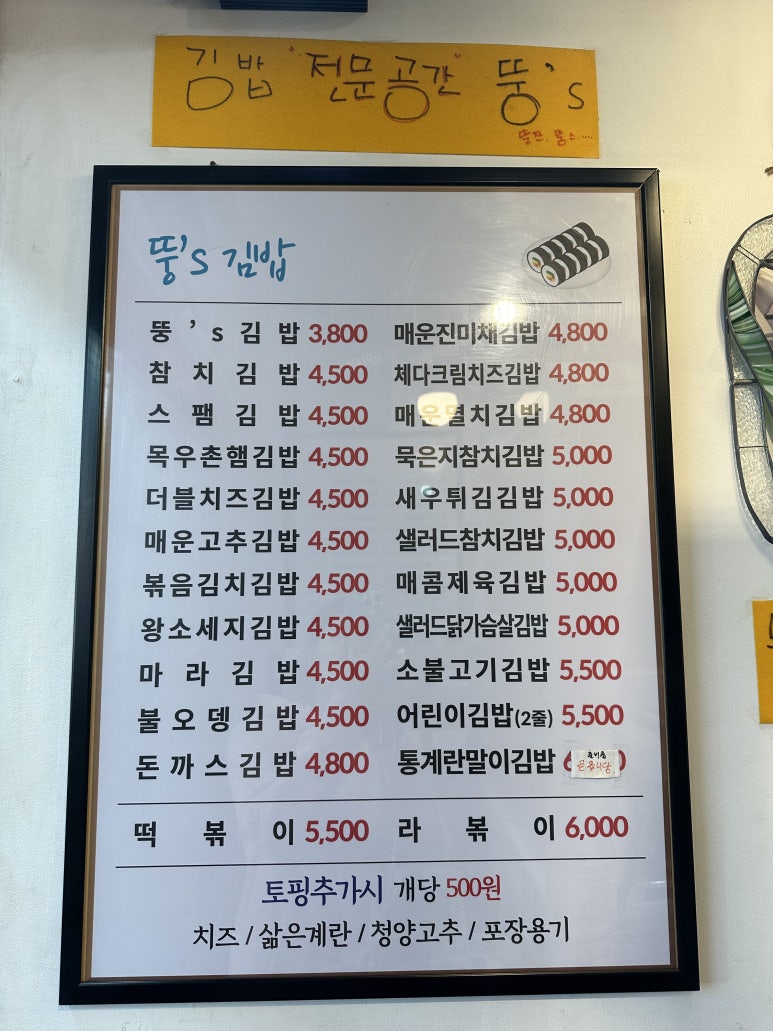 김밥 "전문공간" 뚱's
뚱's 김밥
뚱's김밥 3,800
참치김밥 4,500
스팸김밥 4,500
목우촌햄김밥 4,500
더블치즈김밥 4,500
매운고추김밥 4,500
볶음김치김밥 4,500
왕소세지김밥 4,500
마라김밥 4,500
불오뎅김밥 4,500
돈까스김밥 4,800
매운진미채김밥 4,800
체다크림치즈김밥 4,800
매운멸치김밥 4,800
묵은지참치김밥 5,000
새우튀김김밥 5,000
샐러드참치김밥 5,000
매콤제육김밥 5,000
샐러드닭가슴살김밥 5,000
소불고기김밥 5,500
어린이김밥(2줄) 5,500
통계란말이김밥
떡볶이 5,500 라볶이 6,000
토핑추가시 개당 500원
치즈 / 삶은계란 / 청양고추 / 포장용기